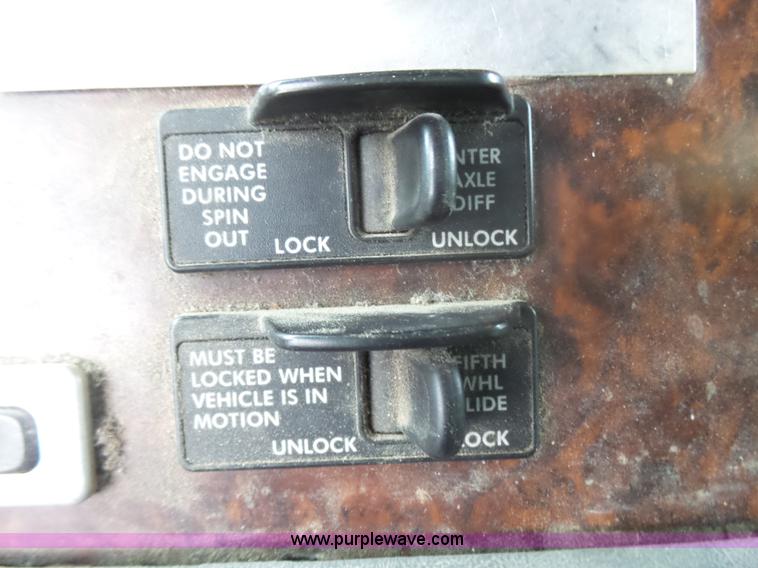 DO NOT
ENGAGE
DURING
SPIN
OUT
LOCK
NTER
AXLE
DIFF
UNLOCK
MUST BE
LOCKED WHEN
VEHICLE IS IN
MOTION
UNLOCK
FIFTH
WHL
LIDE
OCK
www.purplewave.com